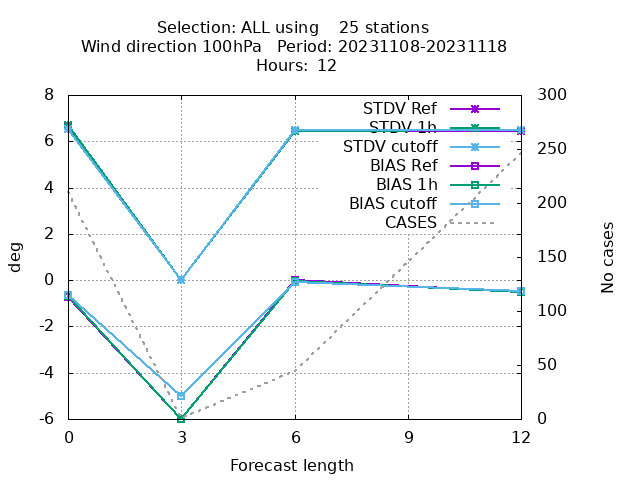 Selection: ALL using    25 stations
Wind direction 100hPa   Period: 20231108-20231118
Hours: 12
8
6
4
2
0
-2
-4
-6
deg
300
250
200
150
100
50
0
No cases
STDV Ref
STDV 1h
STDV cutoff
BIAS Ref
BIAS 1h
BIAS cutoff
CASES
0
3
6
9
12
Forecast length